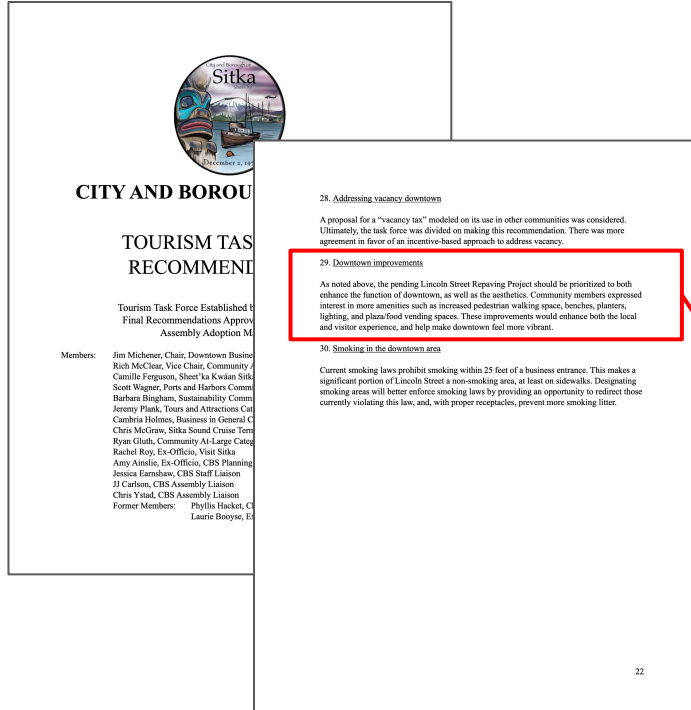 City and Borough of
Sitka
December 2, 19
CITY AND BOROU
TOURISM TAS
RECOMMEND
Tourism Task Force Established b
Final Recommendations Approv
Assembly Adoption M
Members: Jim Michener, Chair, Downtown Busine
Rich McClear, Vice Chair, Community A
Camille Ferguson, Sheet'ka Kwáan Sitk
Scott Wagner, Ports and Harbors Commi
Barbara Bingham, Sustainability Comm
Jeremy Plank, Tours and Attractions Cat
Cambria Holmes, Business in General C
Chris McGraw, Sitka Sound Cruise Term
Ryan Gluth, Community At-Large Categ
Rachel Roy, Ex-Officio, Visit Sitka
Amy Ainslie, Ex-Officio, CBS Planning
Jessica Earnshaw, CBS Staff Liaison
JJ Carlson, CBS Assembly Liaison
Chris Ystad, CBS Assembly Liaison
Former Members: Phyllis Hacket, Cl
Laurie Booyse, Ex
28. Addressing vacancy downtown
A proposal for a “vacancy tax” modeled on its use in other communities was considered.
Ultimately, the task force was divided on making this recommendation. There was more
agreement in favor of an incentive-based approach to address vacancy.
29. Downtown improvements
As noted above, the pending Lincoln Street Repaving Project should be prioritized to both
enhance the function of downtown, as well as the aesthetics. Community members expressed
interest in more amenities such as increased pedestrian walking space, benches, planters,
lighting, and plaza/food vending spaces. These improvements would enhance both the local
and visitor experience, and help make downtown feel more vibrant.
30. Smoking in the downtown area
Current smoking laws prohibit smoking within 25 feet of a business entrance. This makes a
significant portion of Lincoln Street a non-smoking area, at least on sidewalks. Designating
smoking areas will better enforce smoking laws by providing an opportunity to redirect those
currently violating this law, and, with proper receptacles, prevent more smoking litter.
22